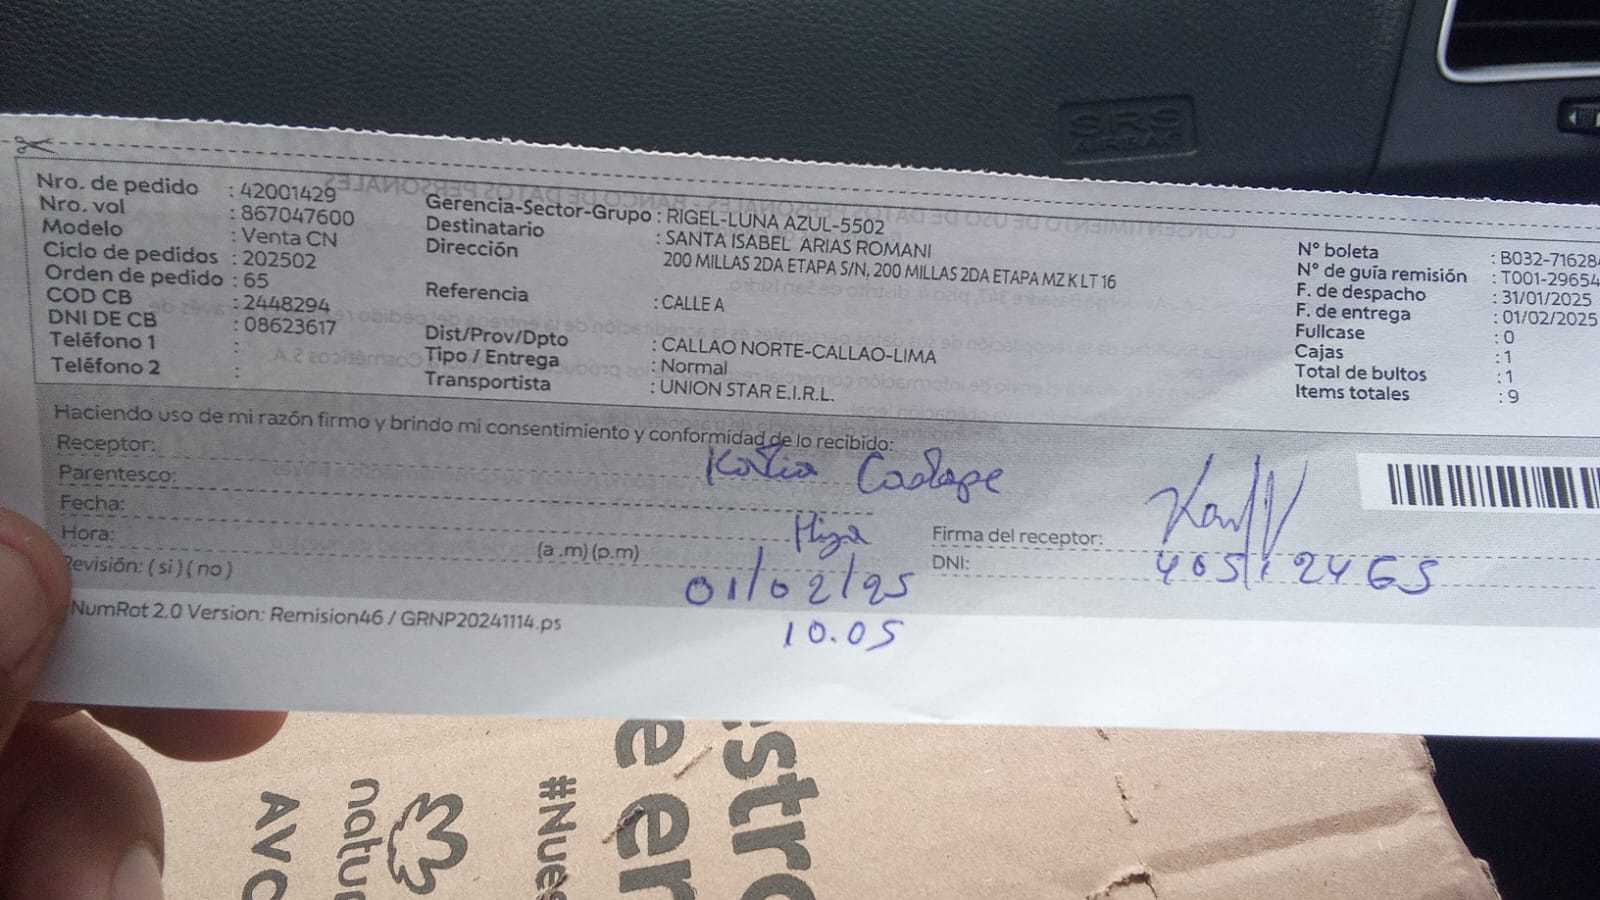 SRS
AIRBAG
Nro. de pedido : 42001429
Nro. vol : 867047600
Modelo : Venta CN
Ciclo de pedidos : 202502
Orden de pedido : 65
COD CB : 2448294
DNI DE CB : 08623617
Teléfono 1 :
Teléfono 2 :
Gerencia-Sector-Grupo : RIGEL-LUNA AZUL-5502
Destinatario : SANTA ISABEL ARIAS ROMANI
Dirección 200 MILLAS 2DA ETAPA S/N, 200 MILLAS 2DA ETAPA MZ K LT 16
Referencia : CALLE A
Dist/Prov/Dpto : CALLAO NORTE-CALLAO-LIMA
Tipo / Entrega : Normal
Transportista : UNION STAR E.I.R.L.
N° boleta : B032-71628
N° de guía remisión : T001-29654
F. de despacho : 31/01/2025
F. de entrega : 01/02/2025
Fullcase : 0
Cajas : 1
Total de bultos : 1
Items totales : 9
Haciendo uso de mi razón firmo y brindo mi consentimiento y conformidad de lo recibido:
Receptor: Katia
Parentesco:
Fecha: Hija
Hora: (a .m) (p.m) 01/02/25
Revisión: ( si ) ( no ) 10.05
Firma del receptor:
DNI:
NumRot 2.0 Version: Remision46 / GRNP20241114.ps
#Nue
natu
AVO